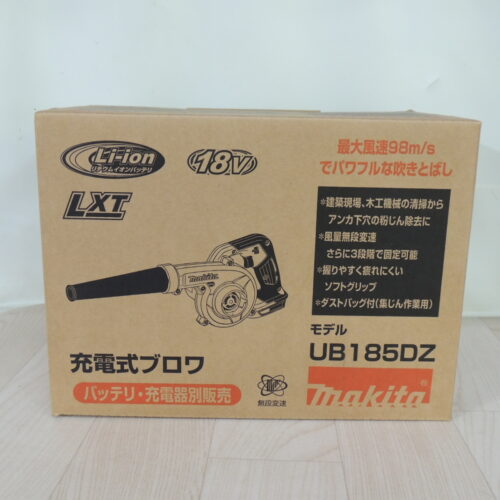 Li-ion
リチウムイオンバッテリ
18V
LXT
最大風速98m/s
でパワフルな吹きとばし
*建築現場、木工機械の清掃から
アンカ下穴の粉じん除去に
*風量無段変速
さらに3段階で固定可能
*握りやすく疲れにくい
ソフトグリップ
*ダストバッグ付(集じん作業用)
makita
充電式ブロワ
バッテリ・充電器別販売
無段変速
モデル
UB185DZ
makita®